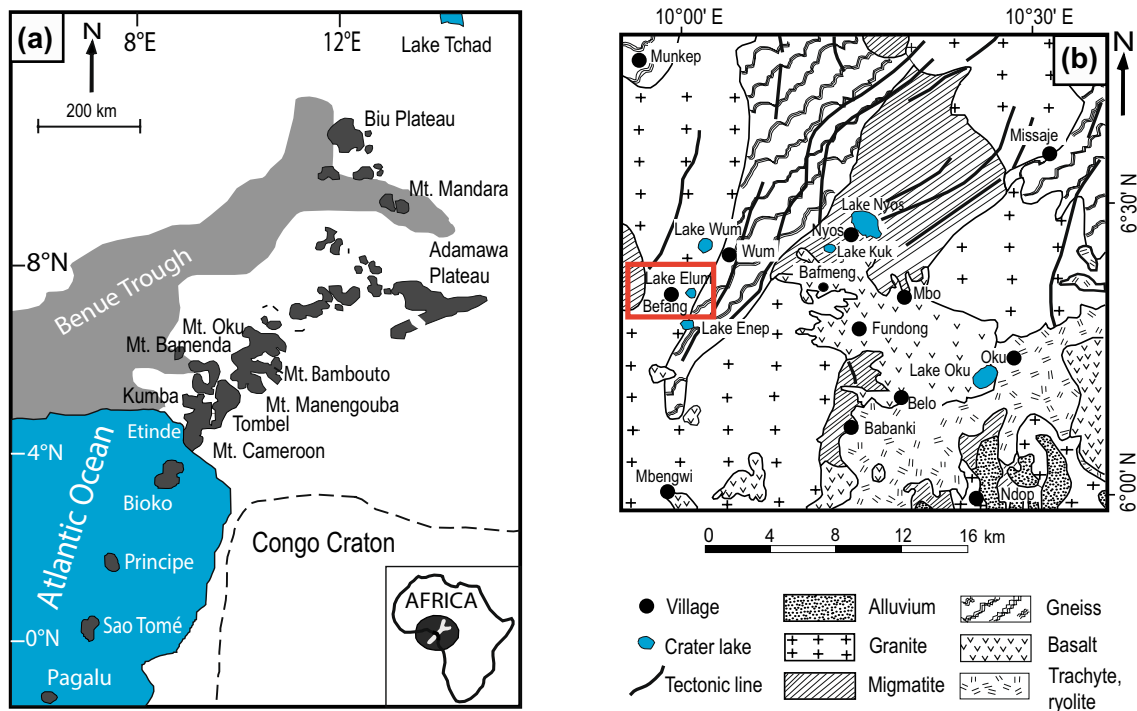 (a)
N
8°E
12°E
Lake Tchad
200 km
Biu Plateau
Mt. Mandara
Adamawa
Plateau
8°N
Benue Trough
Mt. Oku
Mt. Bamenda
Mt. Bambouto
Kumba
Mt. Manengouba
Tombel
Etinde
4°N
Mt. Cameroon
Bioko
Atlantic Ocean
Congo Craton
Principe
AFRICA
Sao Tomé
0°N
Pagalu
10°00' E
10°30' E
(b)
N
Munkep
Missaje
6°30' N
Lake Nyos
Nyos
Lake Wum
Wum
Lake Kuk
Bafmeng
Lake Elum
Befang
Mbo
Lake Enep
Fundong
Oku
Lake Oku
Belo
Babanki
Mbengwi
Ndop
6°00' N
0 4 8 12 16 km
Village
Alluvium
Gneiss
Crater lake
Granite
Basalt
Tectonic line
Migmatite
Trachyte,
ryolite